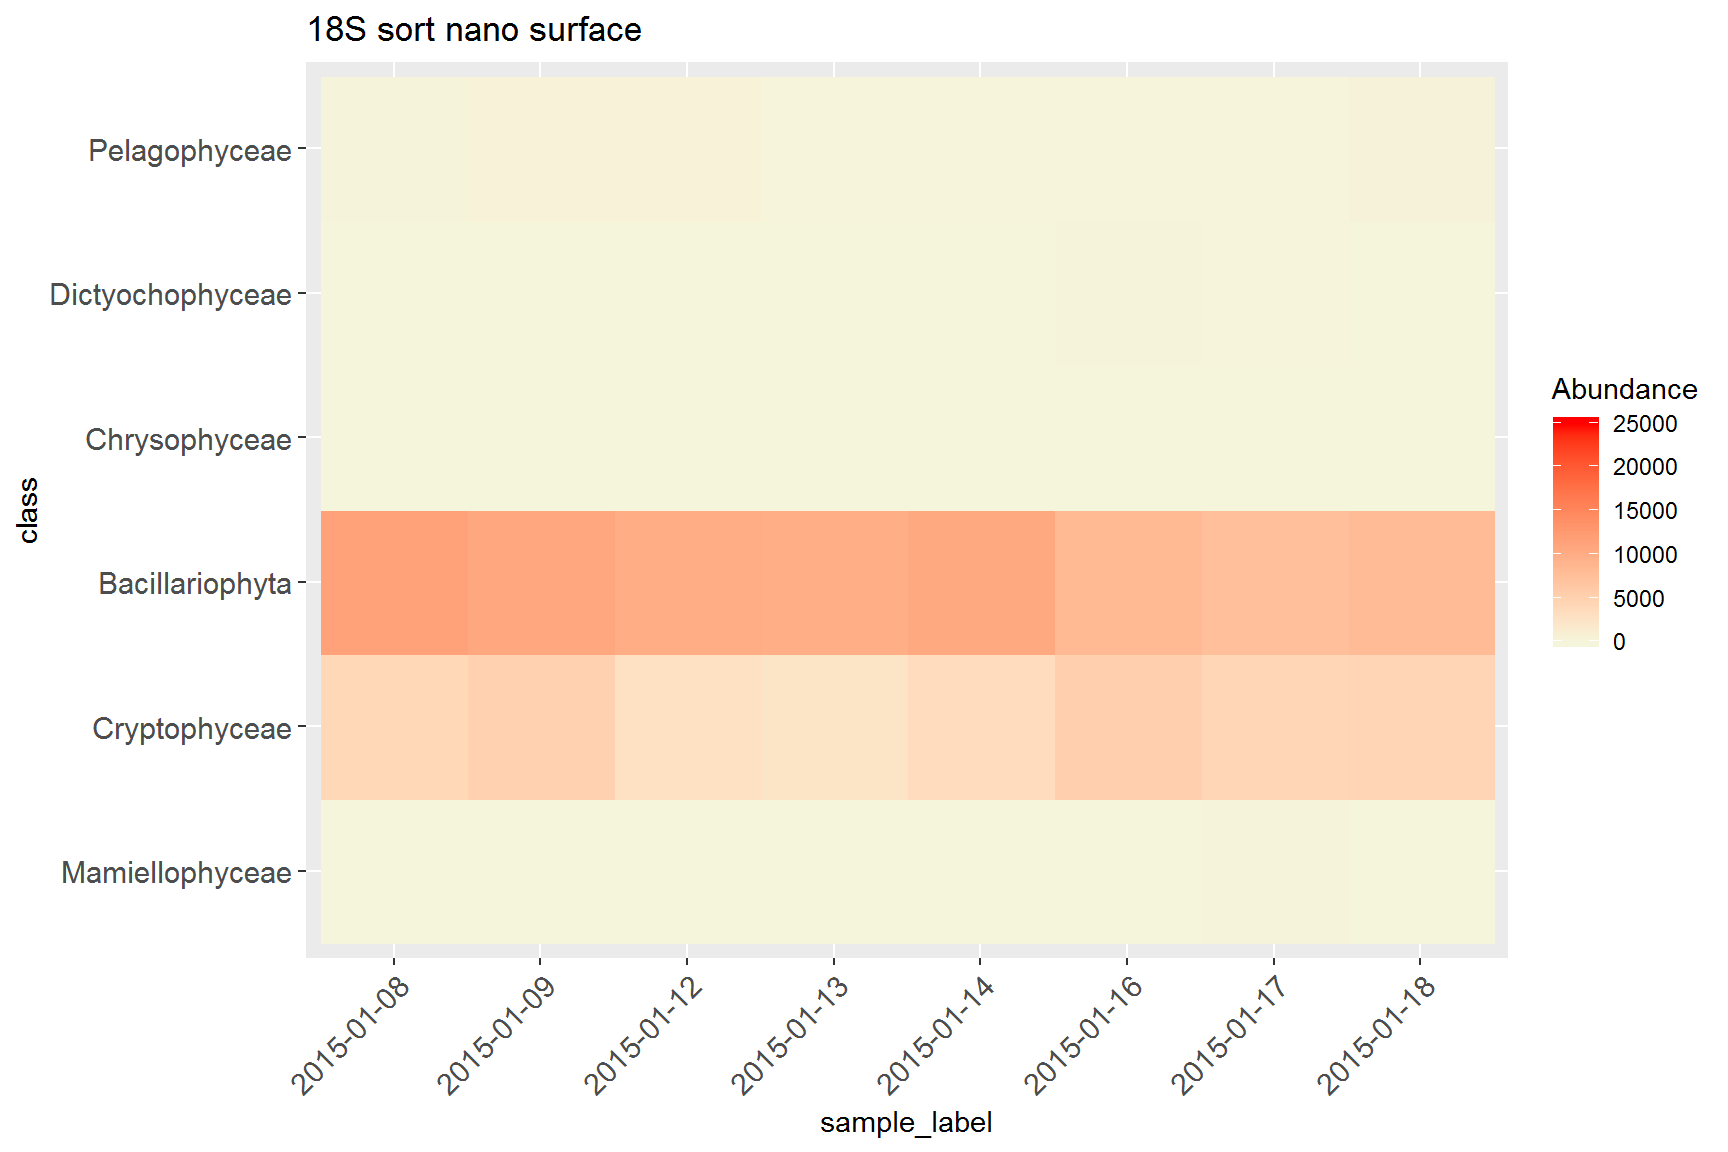 18S sort nano surface
Pelagophyceae
Dictyochophyceae
Chrysophyceae
Bacillariophyta
Cryptophyceae
Mamiellophyceae
class
2015-01-08
2015-01-09
2015-01-12
2015-01-13
2015-01-14
2015-01-16
2015-01-17
2015-01-18
sample_label
Abundance
25000
20000
15000
10000
5000
0